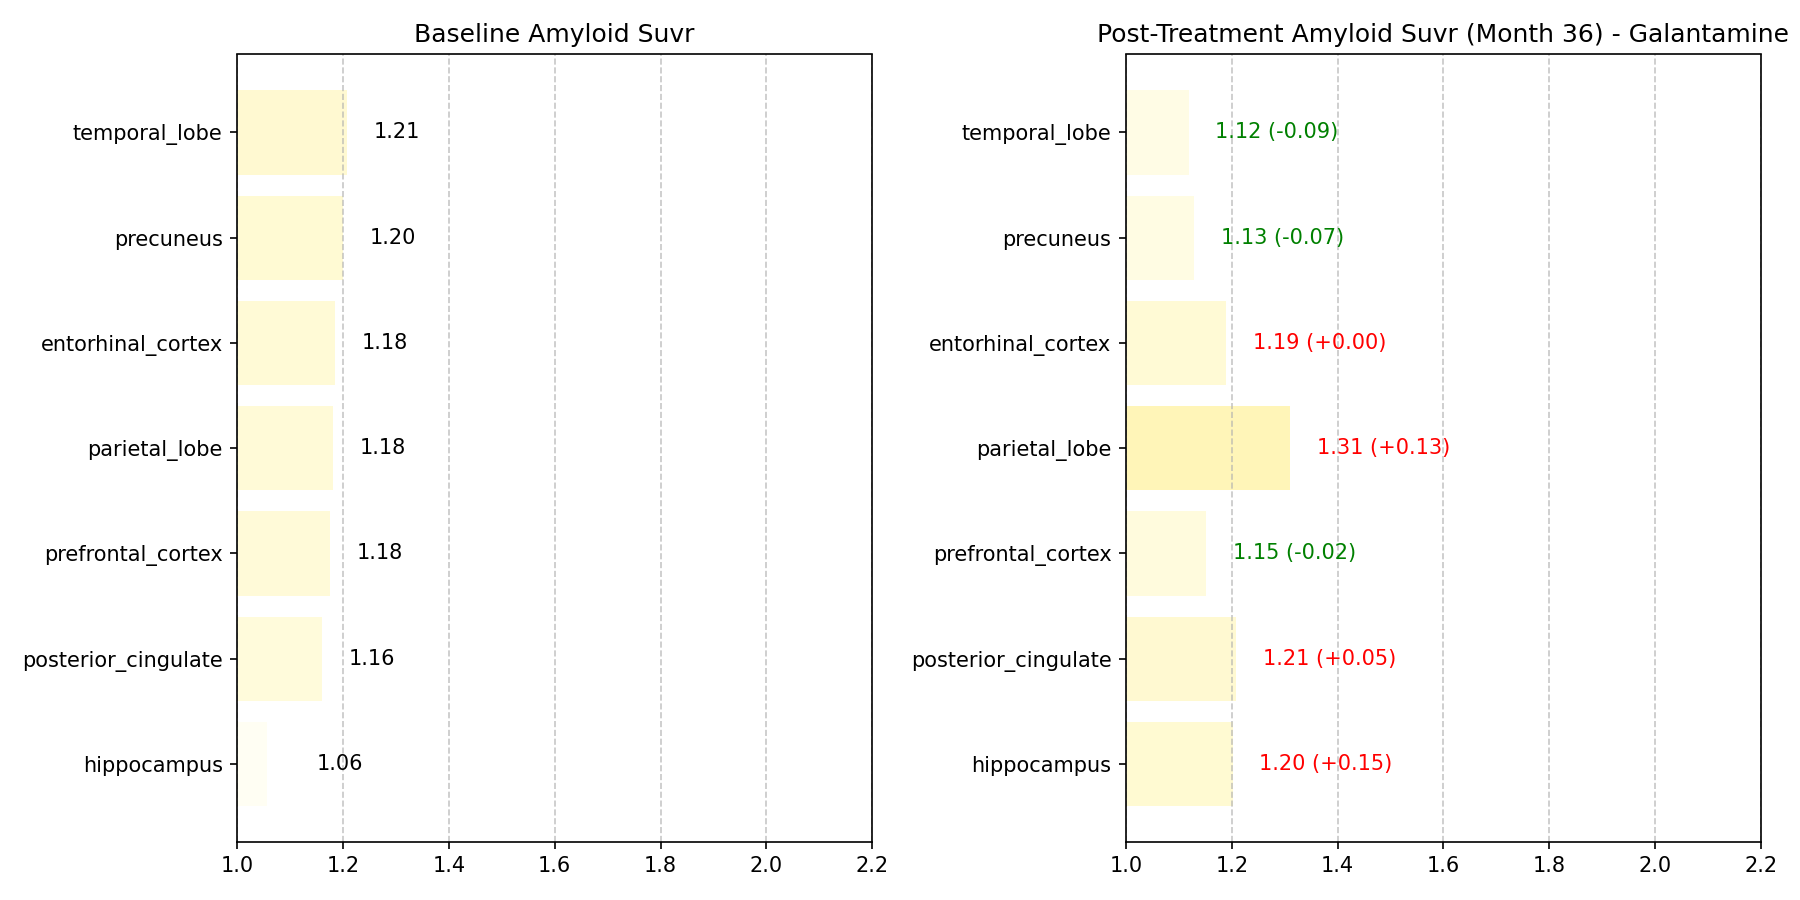 Baseline Amyloid Suvr
temporal_lobe
1.21
precuneus
1.20
entorhinal_cortex
1.18
parietal_lobe
1.18
prefrontal_cortex
1.18
posterior_cingulate
1.16
hippocampus
1.06
1.0 1.2 1.4 1.6 1.8 2.0 2.2
Post-Treatment Amyloid Suvr (Month 36) - Galantamine
temporal_lobe
1.12 (-0.09)
precuneus
1.13 (-0.07)
entorhinal_cortex
1.19 (+0.00)
parietal_lobe
1.31 (+0.13)
prefrontal_cortex
1.15 (-0.02)
posterior_cingulate
1.21 (+0.05)
hippocampus
1.20 (+0.15)
1.0 1.2 1.4 1.6 1.8 2.0 2.2